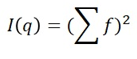 I(q) = (∑ f)²